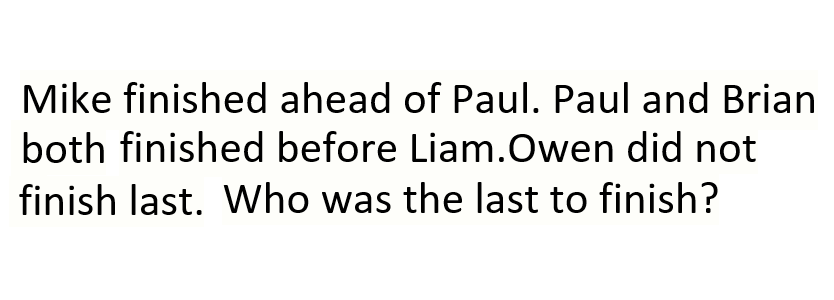 Mike finished ahead of Paul. Paul and Brian
both finished before Liam.Owen did not
finish last. Who was the last to finish?